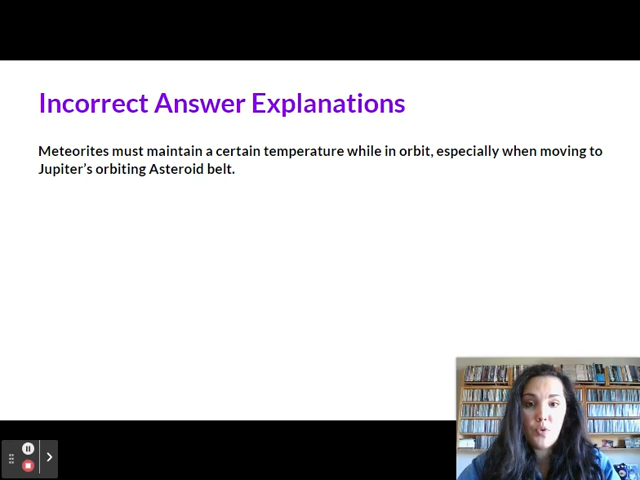 Incorrect Answer Explanations
Meteorites must maintain a certain temperature while in orbit, especially when moving to
Jupiter’s orbiting Asteroid belt.